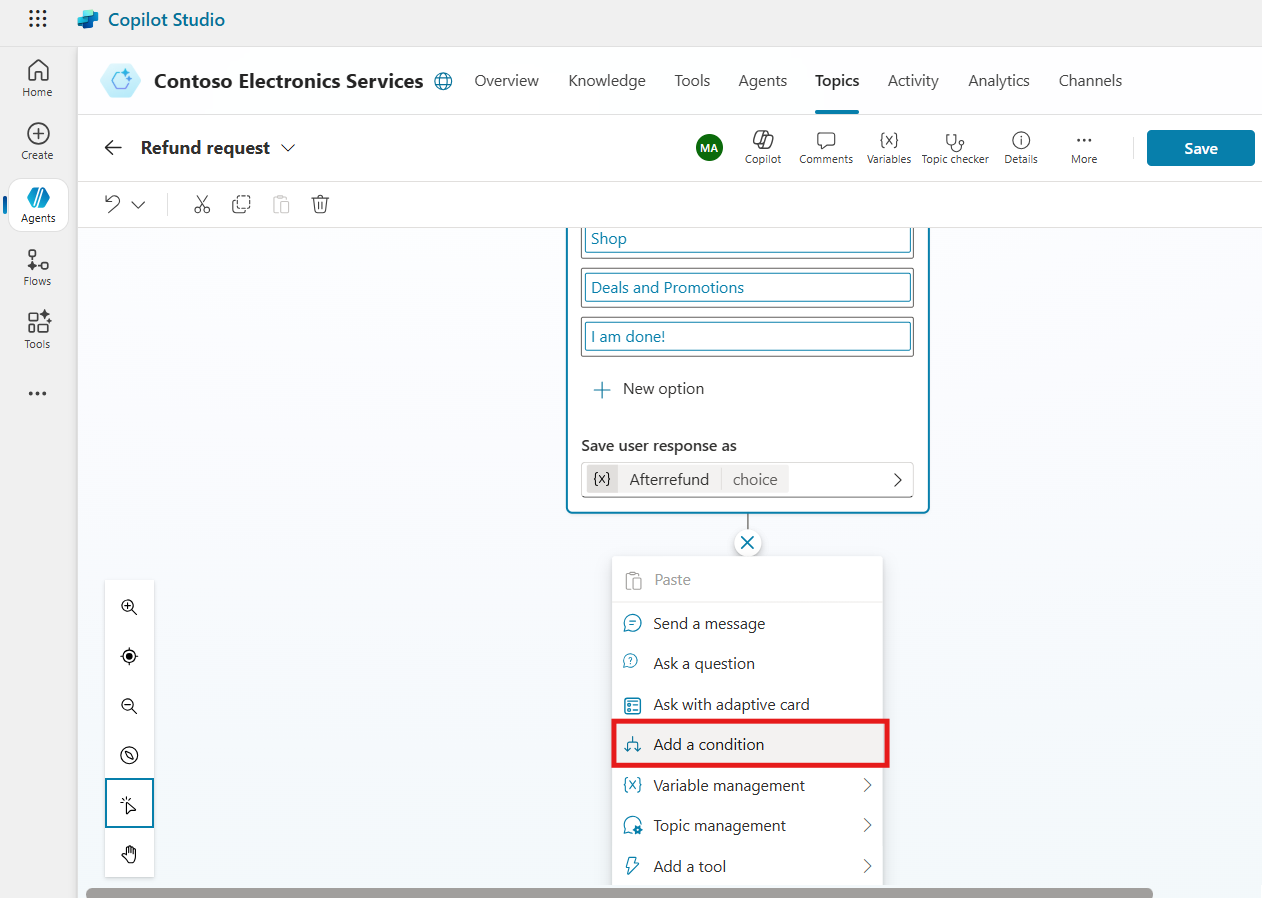 Copilot Studio
Home
Create
Agents
Flows
Tools
Contoso Electronics Services
Overview
Knowledge
Tools
Agents
Topics
Activity
Analytics
Channels
Refund request
MA
Copilot
Comments
{x}
Variables
Topic checker
Details
More
Save
Shop
Deals and Promotions
I am done!
New option
Save user response as
{x} Afterrefund choice
Paste
Send a message
Ask a question
Ask with adaptive card
Add a condition
{x} Variable management
Topic management
Add a tool